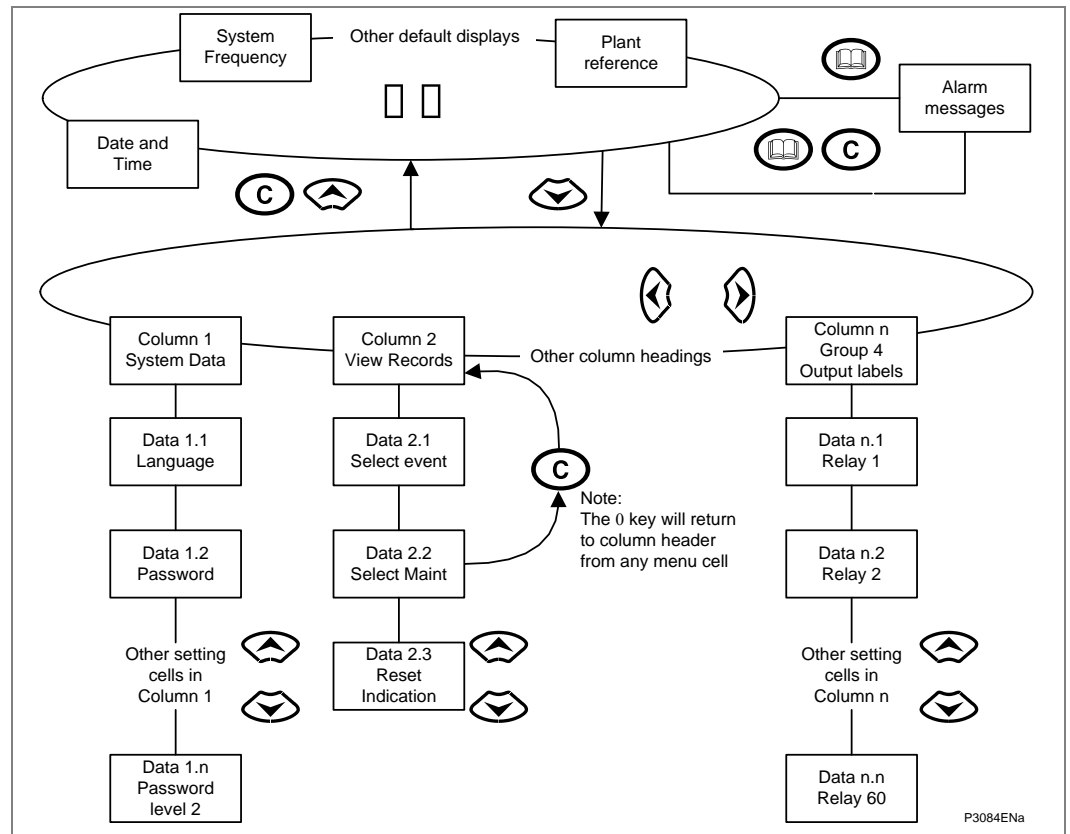 System
Frequency
Other default displays
Plant
reference
Alarm
messages
Date and
Time
C
C
Column 1
System Data
Column 2
View Records
Other column headings
Column n
Group 4
Output labels
Data 1.1
Language
Data 2.1
Select event
C
Data n.1
Relay 1
Note:
The 0 key will return
to column header
from any menu cell
Data 1.2
Password
Data 2.2
Select Maint
Data n.2
Relay 2
Other setting
cells in
Column 1
Data 2.3
Reset
Indication
Other setting
cells in
Column n
Data 1.n
Password
level 2
Data n.n
Relay 60
P3084ENa